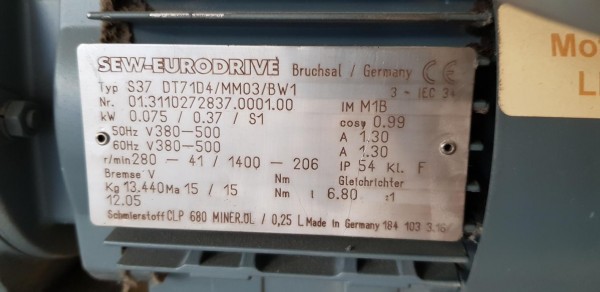 SEW-EURODRIVE Bruchsal / Germany CE
Typ S37 DT71D4/MM03/BW1 3 ~ IEC 34
Nr. 01.3110272837.0001.00 IM M1B
kW 0.075 / 0.37 / S1 cosφ 0.99
50Hz V380-500 A 1.30
60Hz V380-500 A 1.30
r/min 280 - 41 / 1400 - 206 IP 54 Kl. F
Bremse V Nm Gleichrichter
Kg 13.440 Ma 15 / 15 Nm i 6.80 :1
12.05
Schmierstoff CLP 680 MINER.ÖL / 0,25 L Made in Germany 184 103 3.16